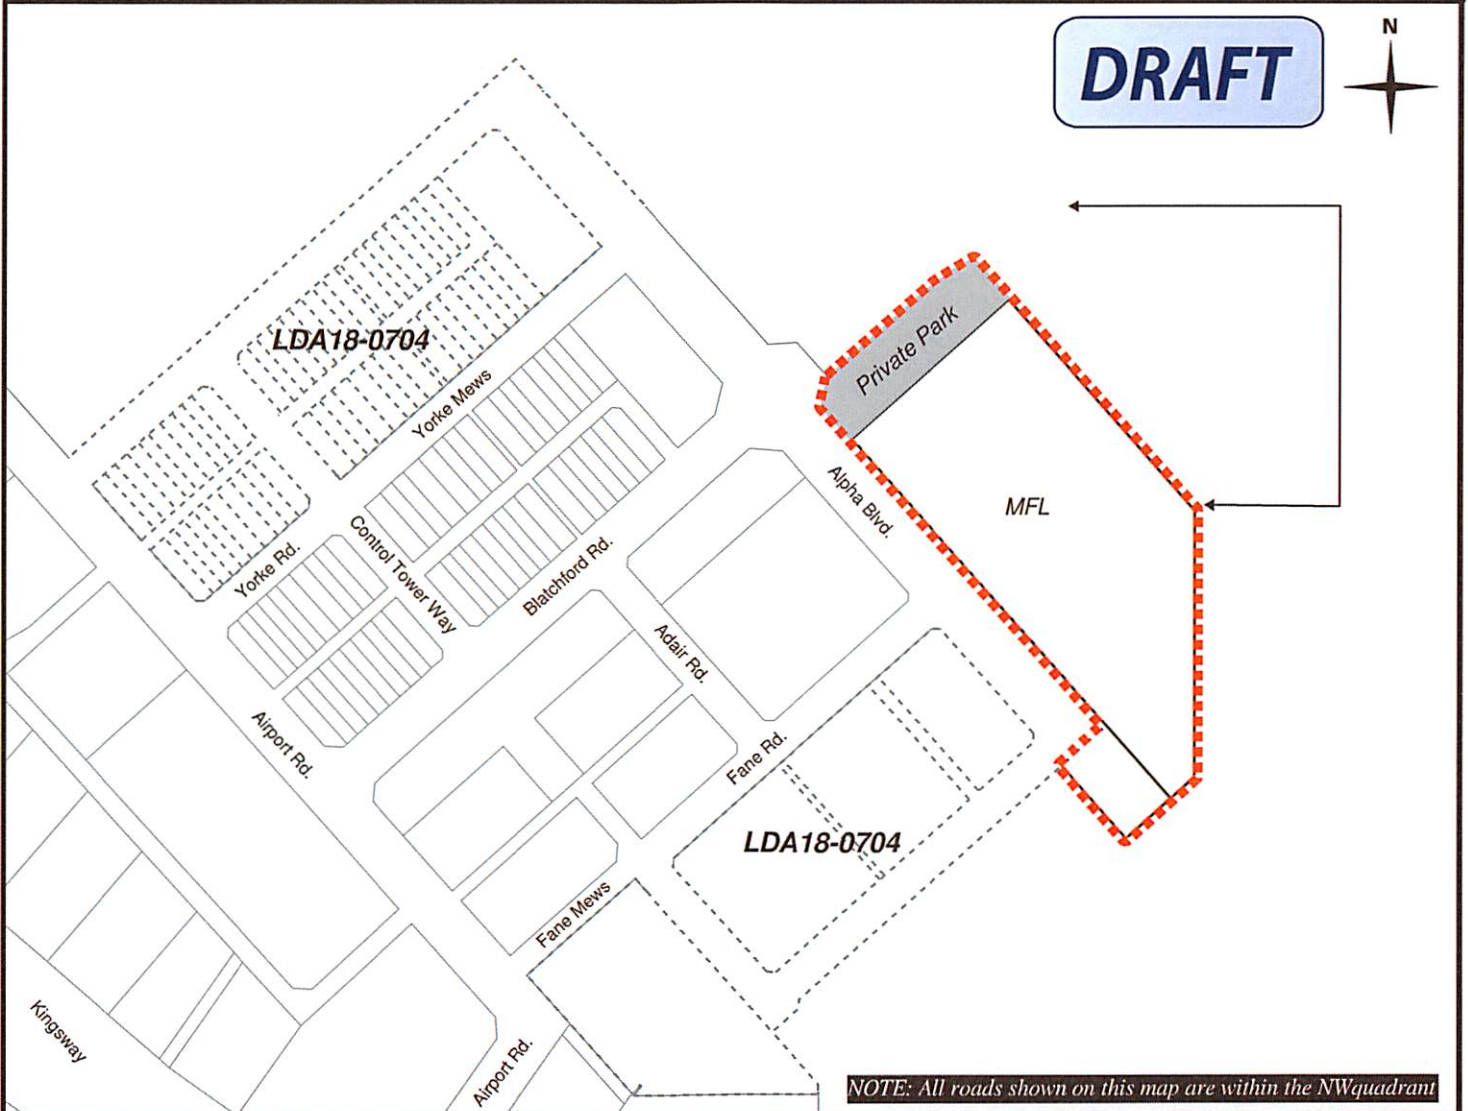 DRAFT
N
Private Park
LDA18-0704
Yorke Mews
MFL
Alpha Blvd.
Yorke Rd.
Control Tower Way
Blatchford Rd.
Adair Rd.
Airport Rd.
Fane Rd.
LDA18-0704
Fane Mews
Kingsway
Airport Rd.
NOTE: All roads shown on this map are within the NWquadrant